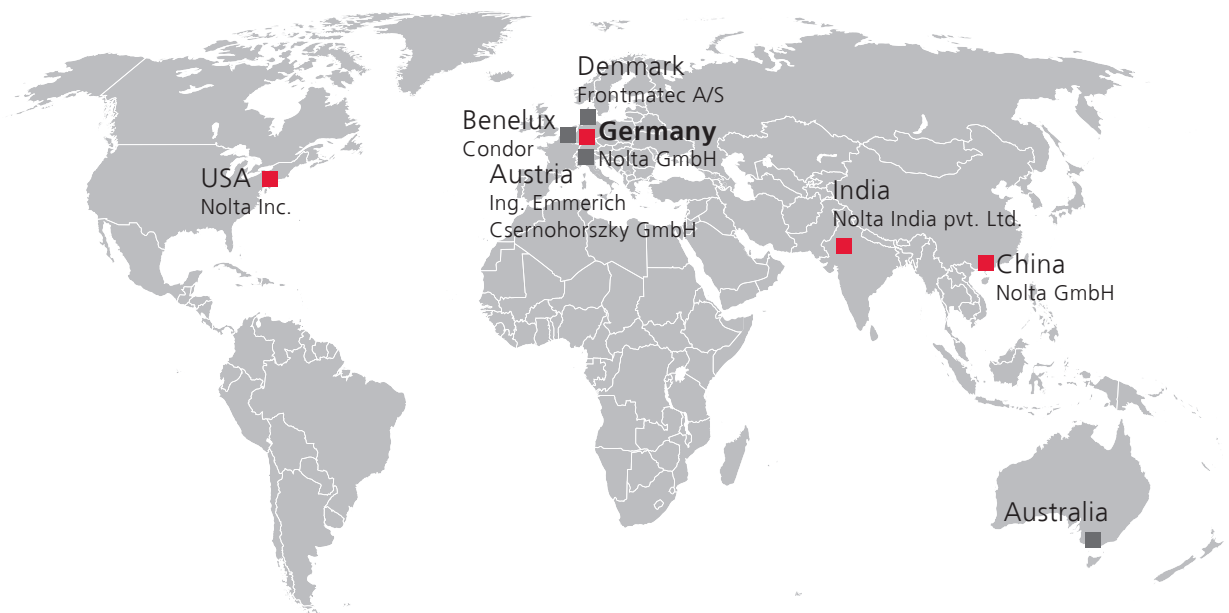 Denmark
Frontmatec A/S
Benelux
Condor
Germany
Nolta GmbH
Austria
Ing. Emmerich
Csernohorszky GmbH
USA
Nolta Inc.
India
Nolta India pvt. Ltd.
China
Nolta GmbH
Australia